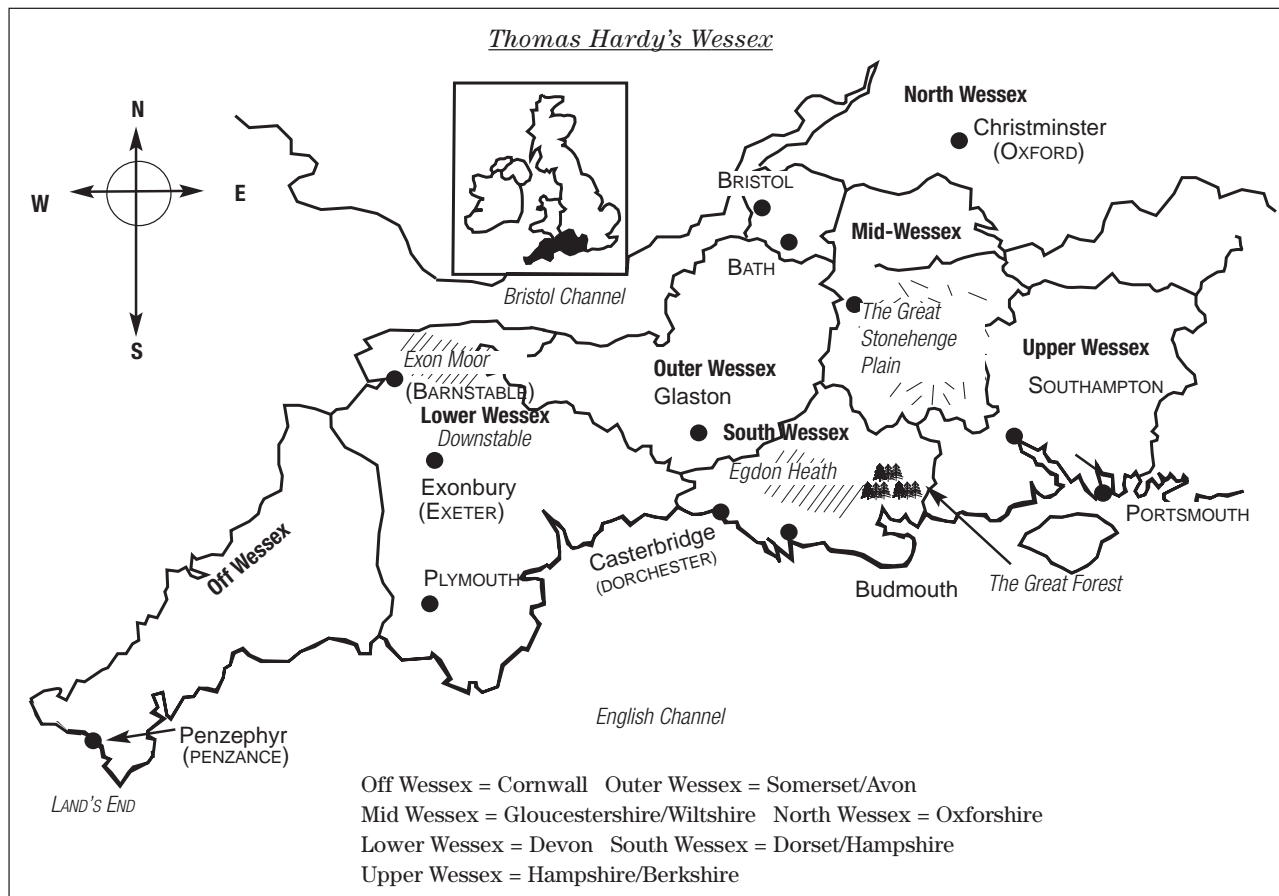 Thomas Hardy's Wessex
N
W
E
S
North Wessex
Christminster
(OXFORD)
BRISTOL
Mid-Wessex
BATH
Bristol Channel
The Great
Stonehenge
Plain
Upper Wessex
SOUTHAMPTON
Exon Moor
(BARNSTABLE)
Lower Wessex
Downstable
Outer Wessex
Glaston
South Wessex
Egdon Heath
Exonbury
(EXETER)
PORTSMOUTH
Casterbridge
(DORCHESTER)
Budmouth
The Great Forest
Off Wessex
PLYMOUTH
English Channel
Penzephyr
(PENZANCE)
LAND'S END
Off Wessex = Cornwall Outer Wessex = Somerset/Avon
Mid Wessex = Gloucestershire/Wiltshire North Wessex = Oxforshire
Lower Wessex = Devon South Wessex = Dorset/Hampshire
Upper Wessex = Hampshire/Berkshire